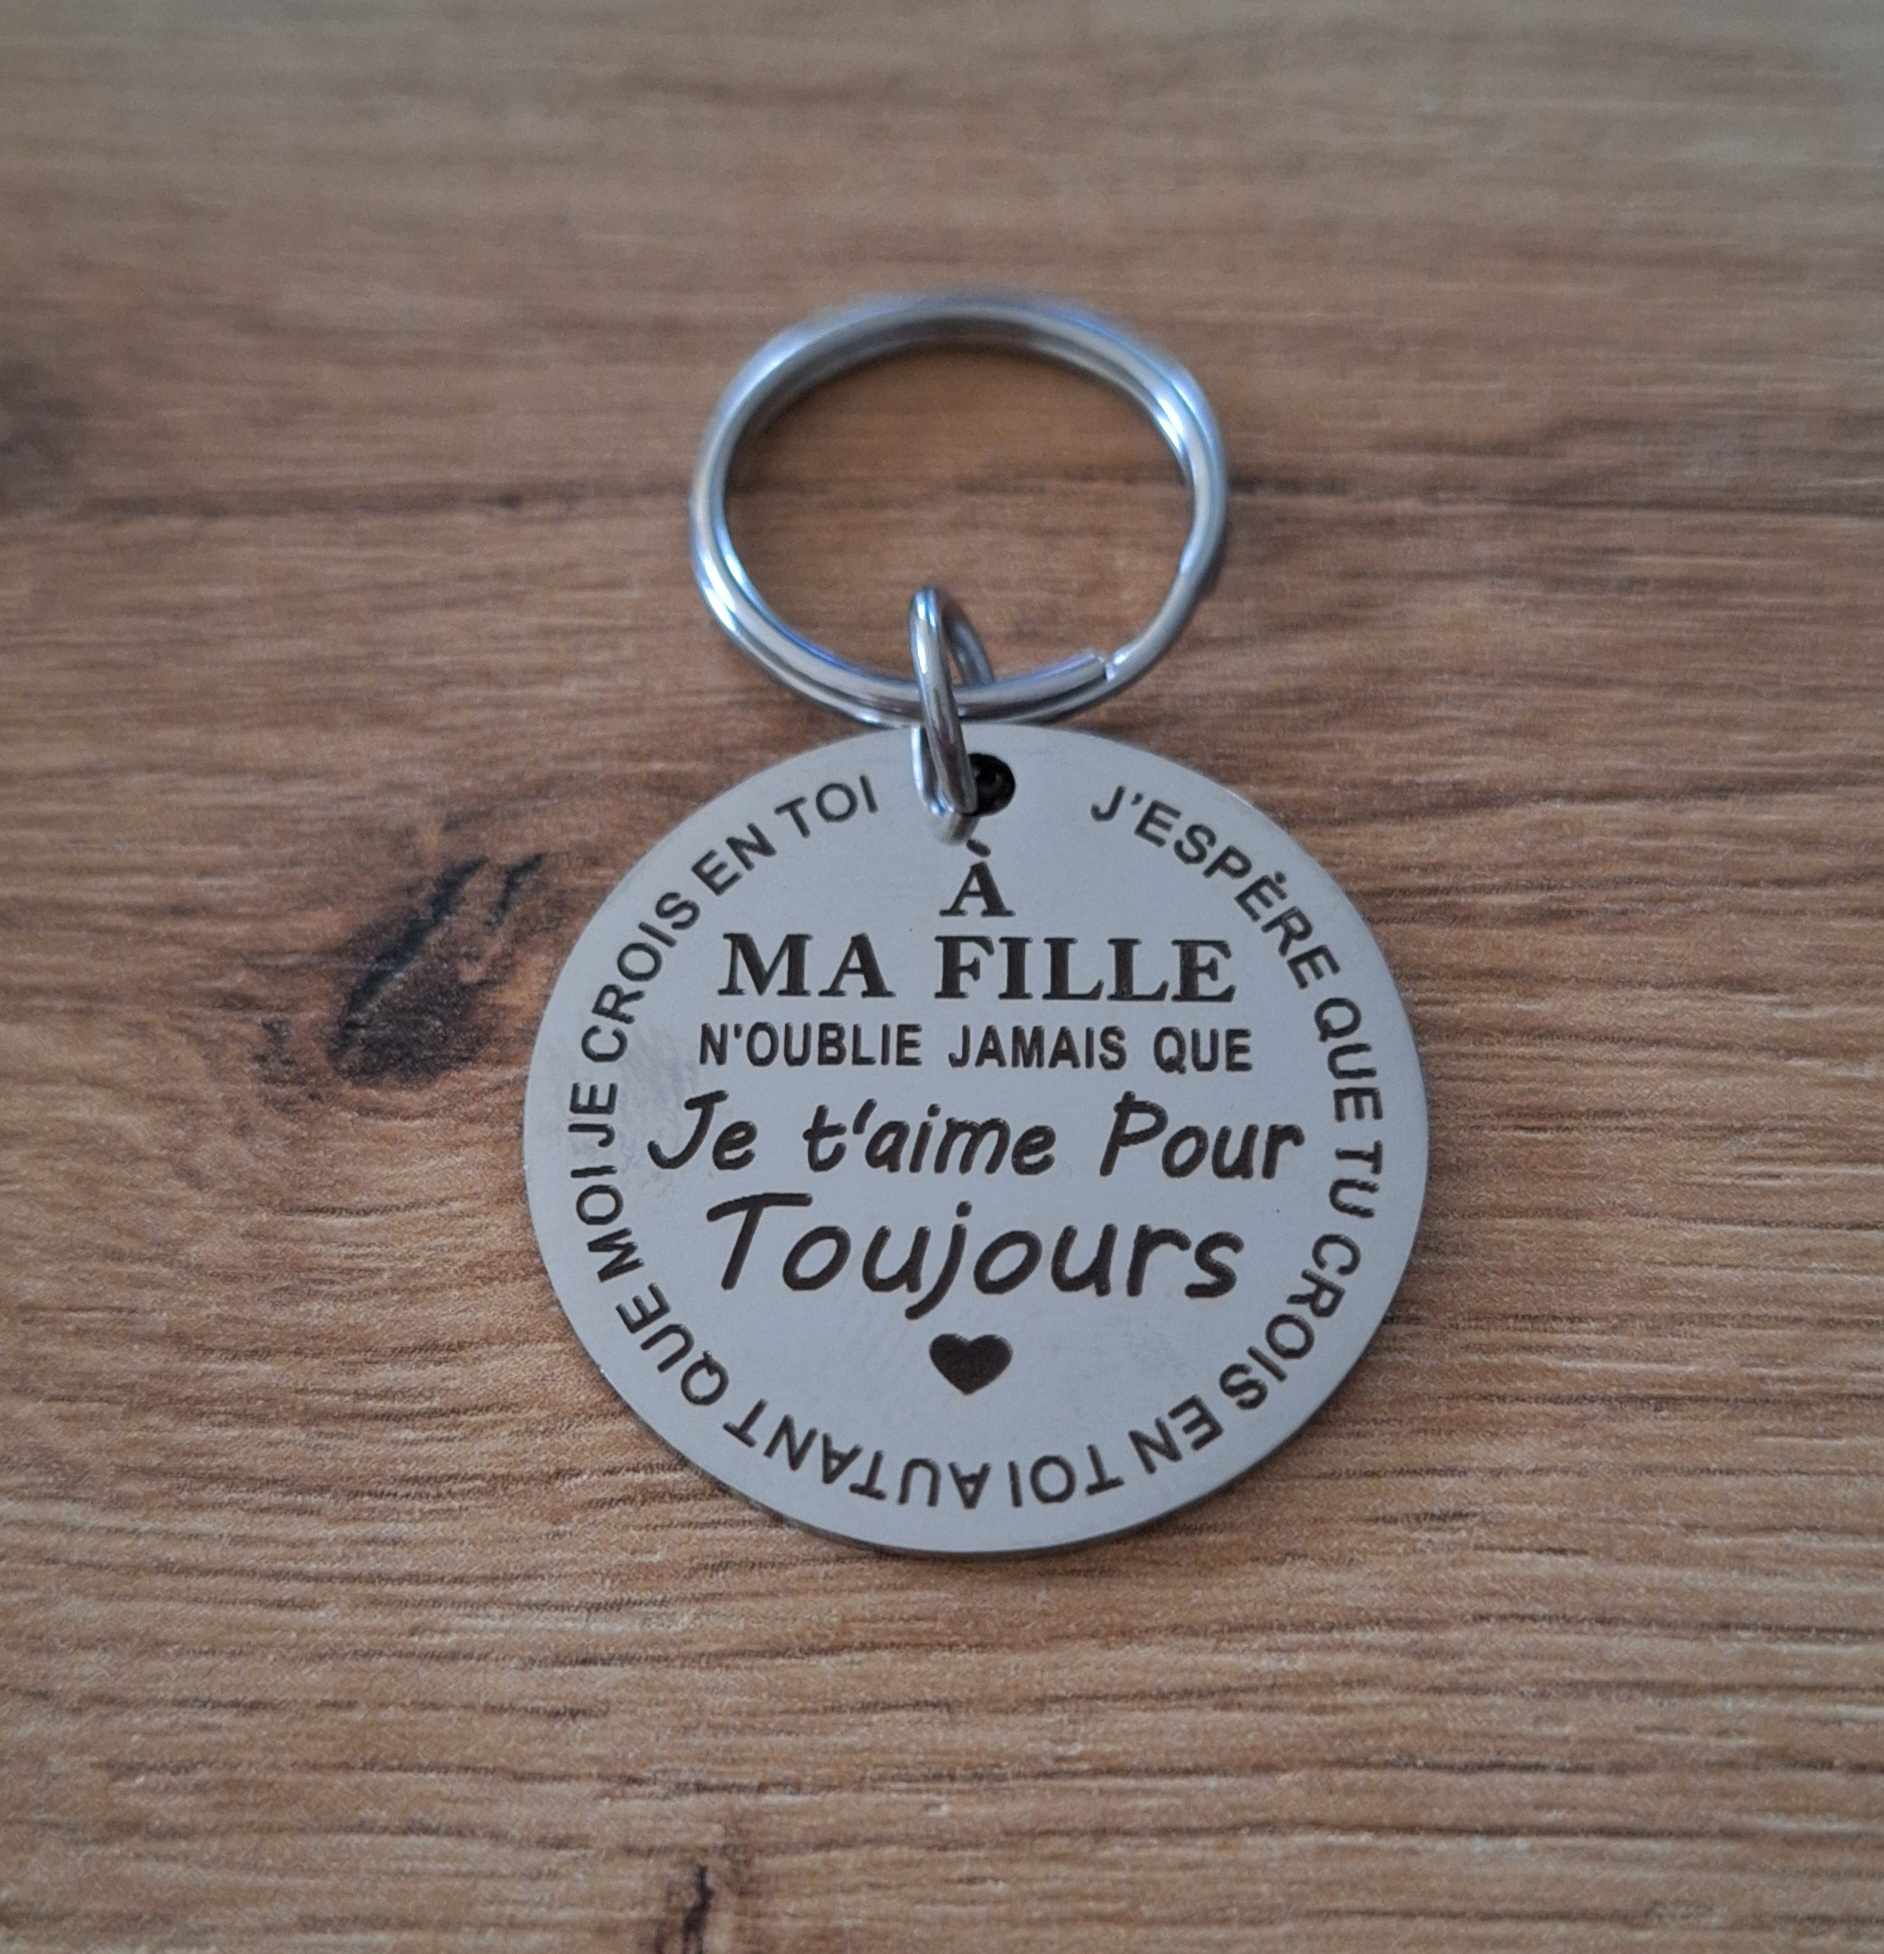 À
MA FILLE
N'OUBLIE JAMAIS QUE
Je t'aime Pour
Toujours
J'ESPÈRE QUE TU CROIS EN TOI AUTANT QUE MOI JE CROIS EN TOI